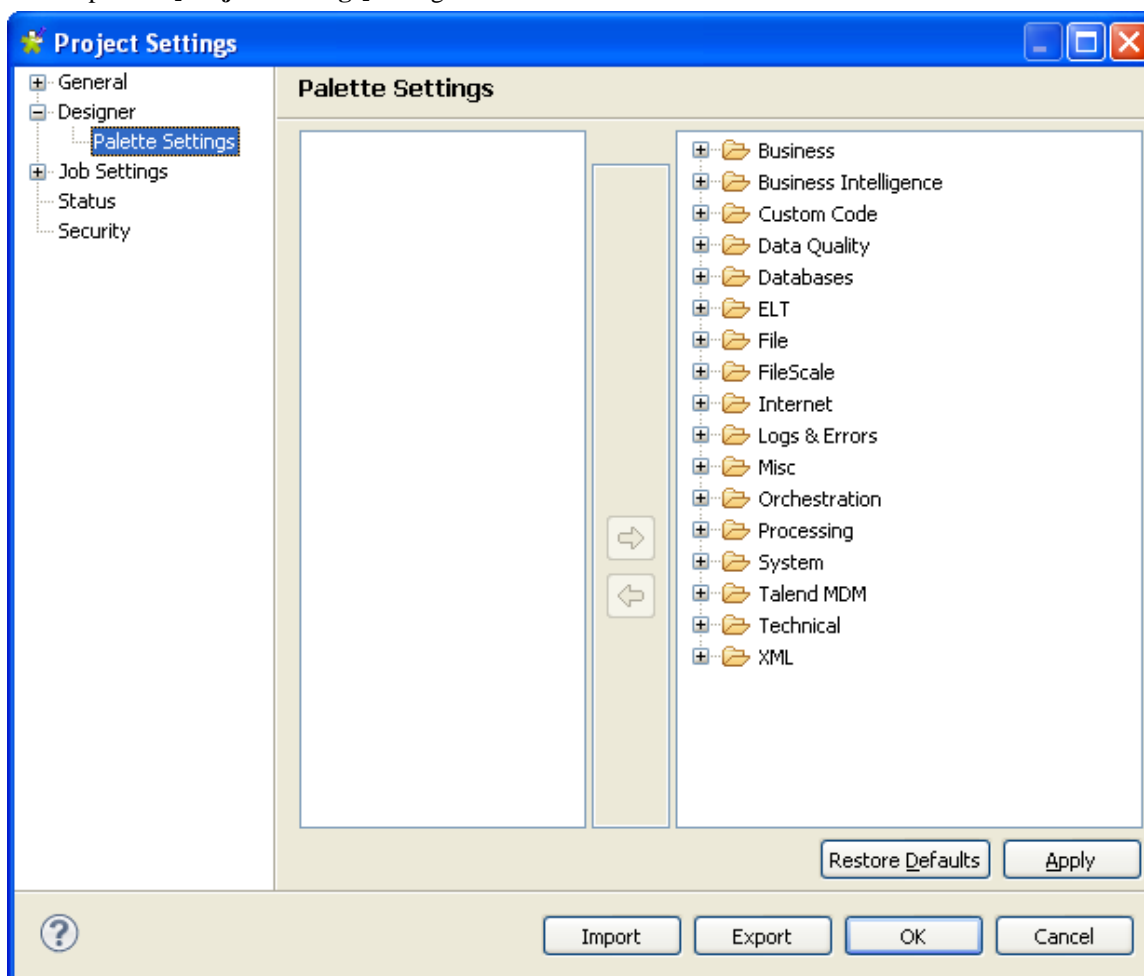 Project Settings
General
Designer
Palette Settings
Job Settings
Status
Security
Palette Settings
Business
Business Intelligence
Custom Code
Data Quality
Databases
ELT
File
FileScale
Internet
Logs & Errors
Misc
Orchestration
Processing
System
Talend MDM
Technical
XML
Restore Defaults
Apply
?
Import
Export
OK
Cancel